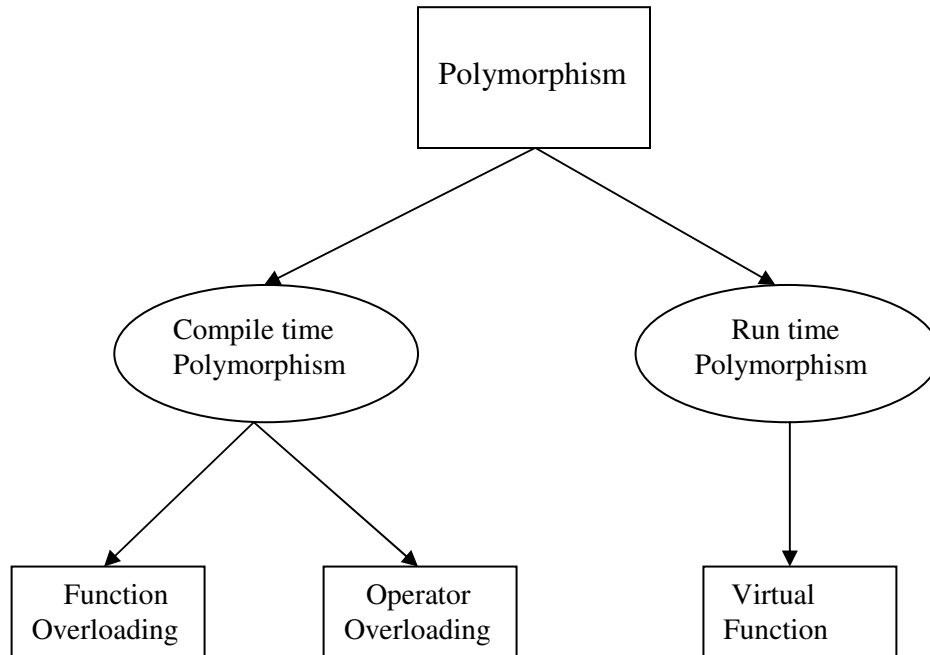 Polymorphism
Compile time
Polymorphism
Run time
Polymorphism
Function
Overloading
Operator
Overloading
Virtual
Function